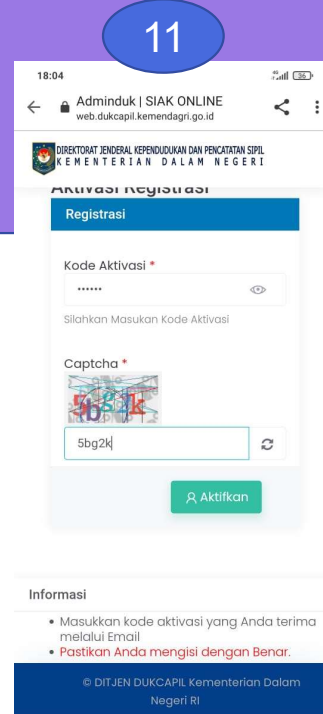 11
18:04
4G
36
Adminduk | SIAK ONLINE
web.dukcapil.kemendagri.go.id
DIREKTORAT JENDERAL KEPENDUDUKAN DAN PENCATATAN SIPIL
KEMENTERIAN DALAM NEGERI
Aktivasi Registrasi
Registrasi
Kode Aktivasi *
••••••
Silahkan Masukan Kode Aktivasi
Captcha *
5bg2k
5bg2k
Aktifkan
Informasi
• Masukkan kode aktivasi yang Anda terima
melalui Email
• Pastikan Anda mengisi dengan Benar.
© DITJEN DUKCAPIL Kementerian Dalam
Negeri RI